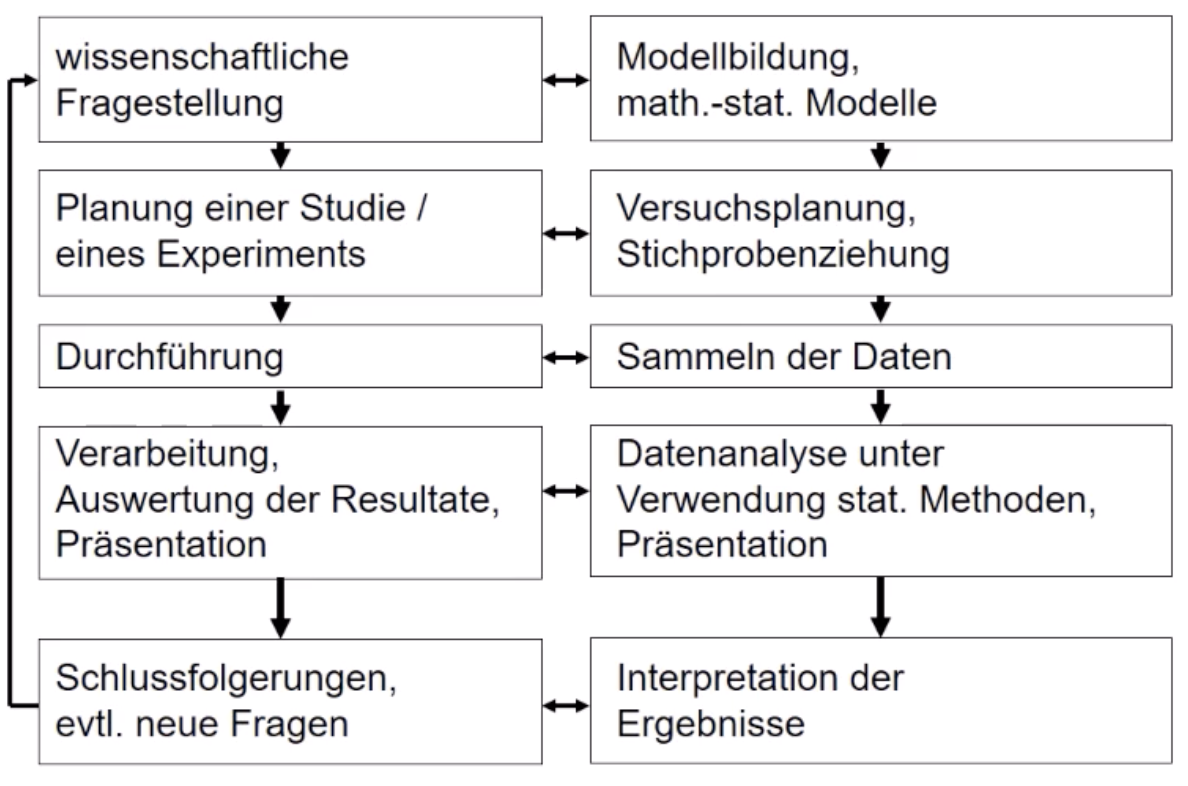 wissenschaftliche
Fragestellung
Modellbildung,
math.-stat. Modelle
Planung einer Studie /
eines Experiments
Versuchsplanung,
Stichprobenziehung
Durchführung
Sammeln der Daten
Verarbeitung,
Auswertung der Resultate,
Präsentation
Datenanalyse unter
Verwendung stat. Methoden,
Präsentation
Schlussfolgerungen,
evtl. neue Fragen
Interpretation der
Ergebnisse